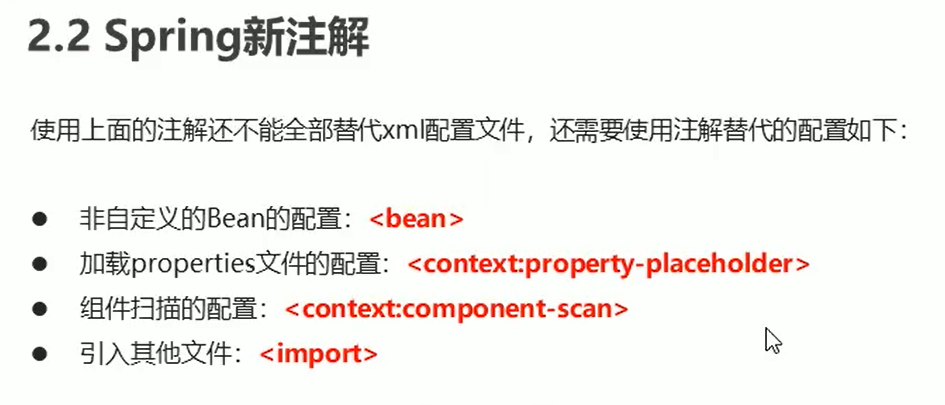 2.2 Spring新注解
使用上面的注解还不能全部替代xml配置文件，还需要使用注解替代的配置如下：
● 非自定义的Bean的配置：<bean>
● 加载properties文件的配置：<context:property-placeholder>
● 组件扫描的配置：<context:component-scan>
● 引入其他文件：<import>